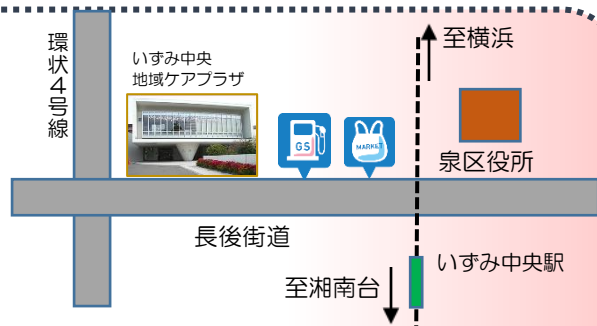 環状4号線
いずみ中央
地域ケアプラザ
至横浜
GS
MARKET
泉区役所
長後街道
いずみ中央駅
至湘南台